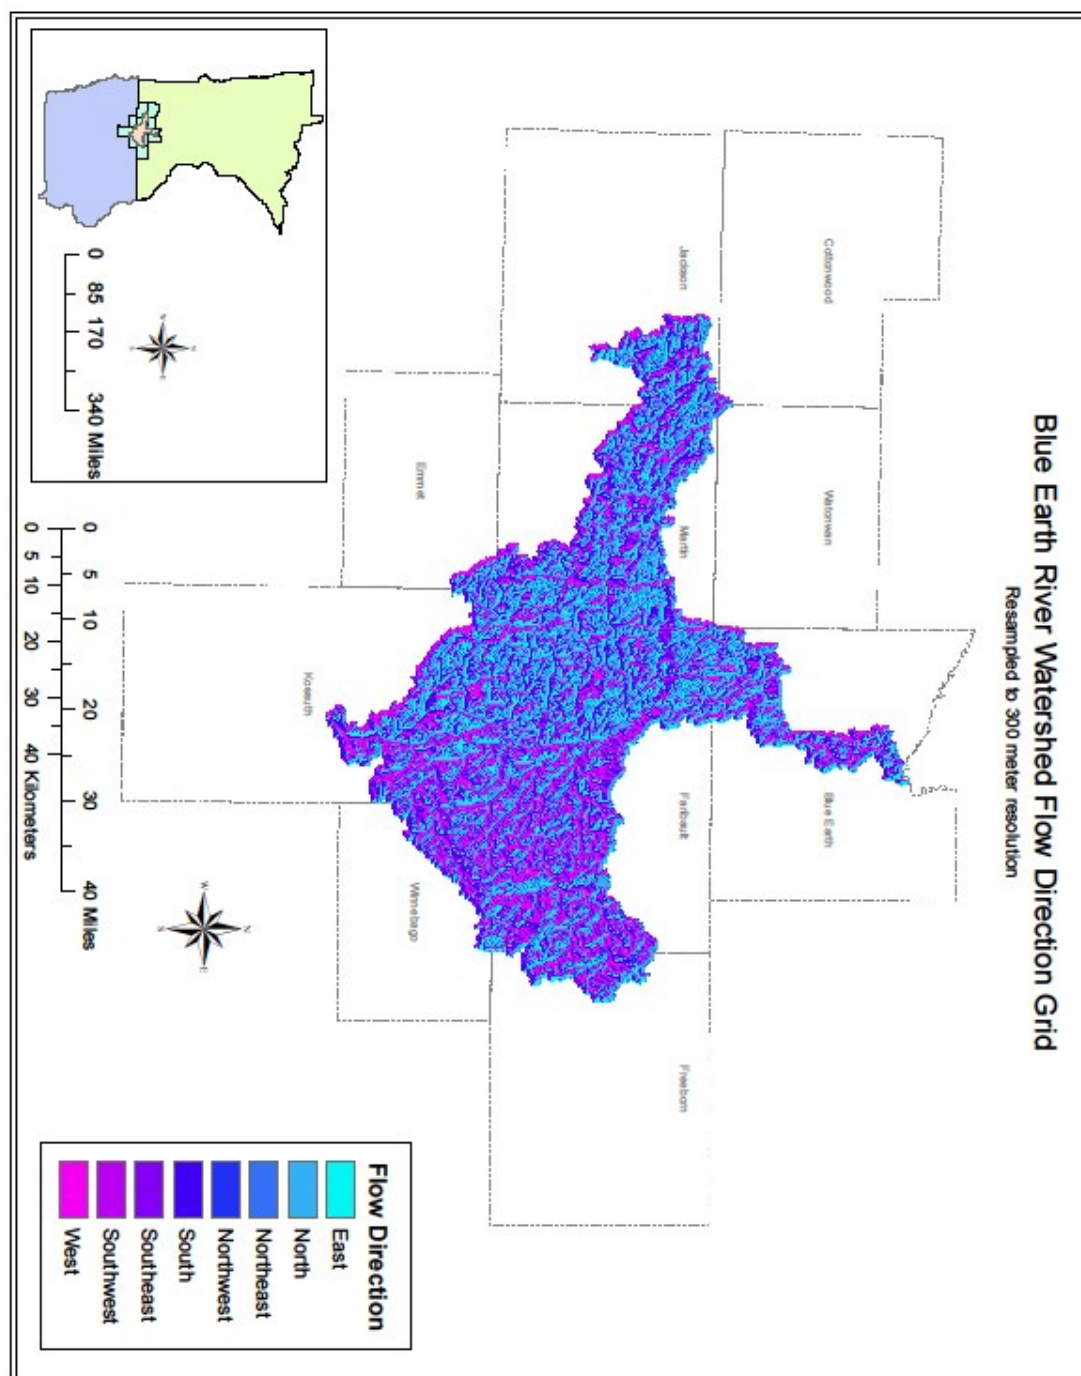 Blue Earth River Watershed Flow Direction Grid
Resampled to 300 meter resolution
Cottonwood
Watonwan
Blue Earth
Jackson
Martin
Faribault
Freeborn
Emmet
Winnebago
Kossuth
0 85 170 340 Miles
0 5 10 20 30 40 Miles
0 5 10 20 30 40 Kilometers
N
W
E
Flow Direction
East
North
Northeast
Northwest
South
Southeast
Southwest
West